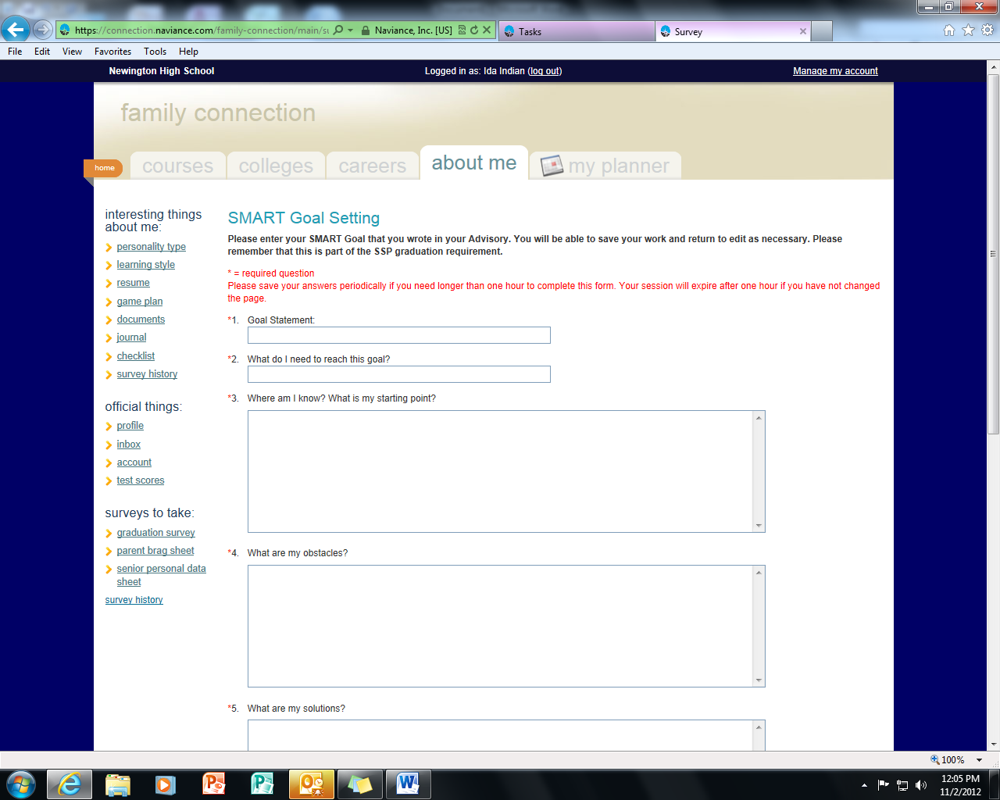 https://connection.naviance.com/family-connection/main/su
Naviance, Inc. [US]
Tasks
Survey
File Edit View Favorites Tools Help
Newington High School
Logged in as: Ida Indian (log out)
Manage my account
family connection
home
courses
colleges
careers
about me
my planner
interesting things
about me:
personality type
learning style
resume
game plan
documents
journal
checklist
survey history
official things:
profile
inbox
account
test scores
surveys to take:
graduation survey
parent brag sheet
senior personal data
sheet
survey history
SMART Goal Setting
Please enter your SMART Goal that you wrote in your Advisory. You will be able to save your work and return to edit as necessary. Please
remember that this is part of the SSP graduation requirement.
* = required question
Please save your answers periodically if you need longer than one hour to complete this form. Your session will expire after one hour if you have not changed
the page.
*1. Goal Statement:
*2. What do I need to reach this goal?
*3. Where am I know? What is my starting point?
*4. What are my obstacles?
*5. What are my solutions?
100%
12:05 PM
11/2/2012